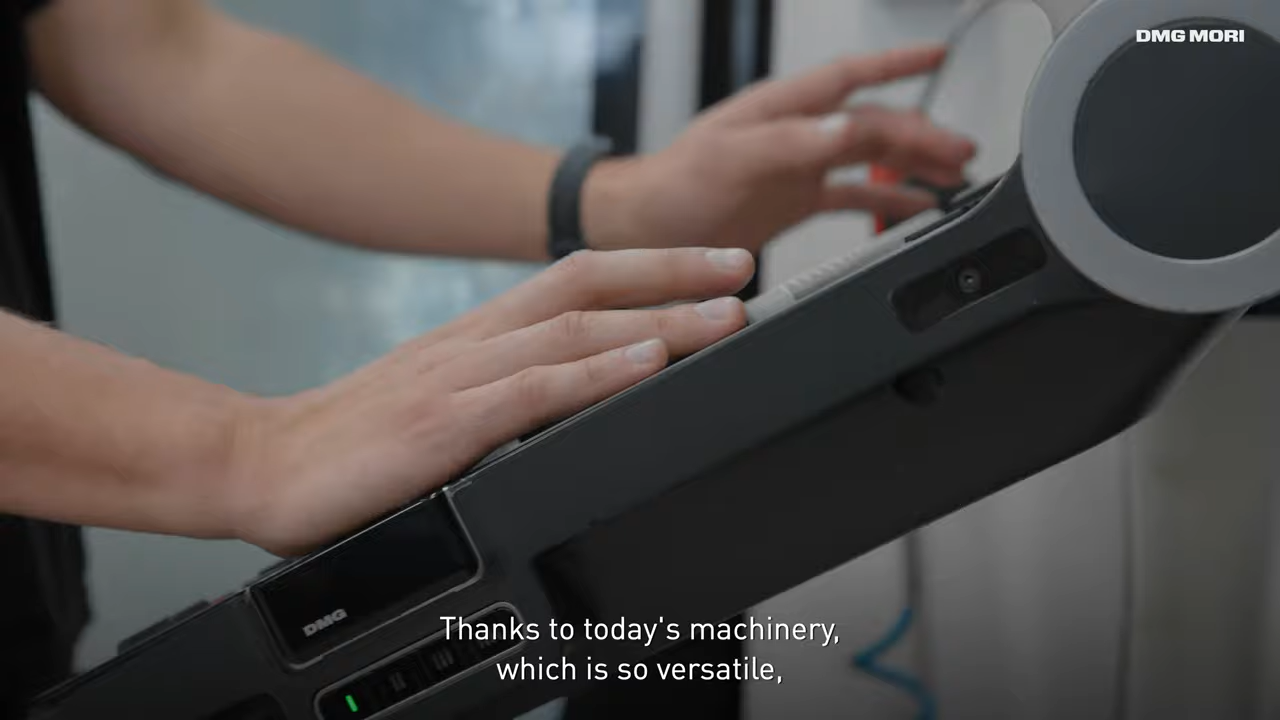 DMG MORI
DMG
Thanks to today's machinery,
which is so versatile,